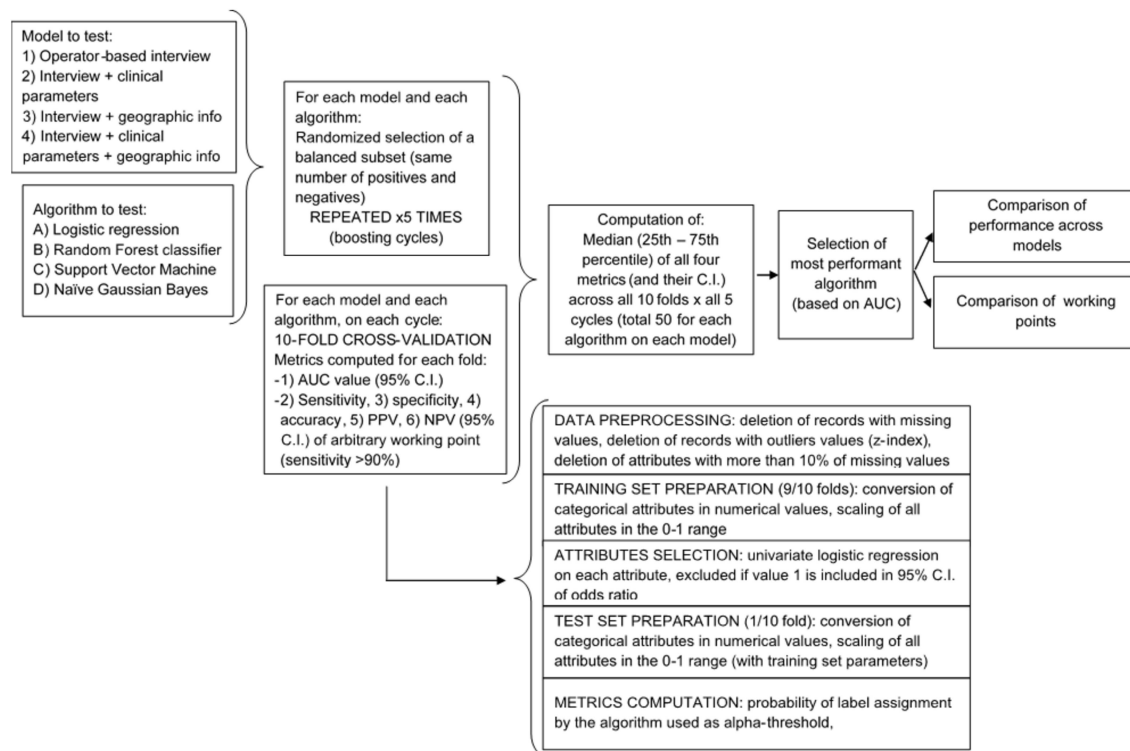 Model to test:
1) Operator-based interview
2) Interview + clinical
parameters
3) Interview + geographic info
4) Interview + clinical
parameters + geographic info
Algorithm to test:
A) Logistic regression
B) Random Forest classifier
C) Support Vector Machine
D) Naïve Gaussian Bayes
For each model and each
algorithm:
Randomized selection of a
balanced subset (same
number of positives and
negatives)
REPEATED x5 TIMES
(boosting cycles)
For each model and each
algorithm, on each cycle:
10-FOLD CROSS-VALIDATION
Metrics computed for each fold:
-1) AUC value (95% C.I.)
-2) Sensitivity, 3) specificity, 4)
accuracy, 5) PPV, 6) NPV (95%
C.I.) of arbitrary working point
(sensitivity >90%)
Computation of:
Median (25th – 75th
percentile) of all four
metrics (and their C.I.)
across all 10 folds x all 5
cycles (total 50 for each
algorithm on each model)
Selection of
most performant
algorithm
(based on AUC)
Comparison of
performance across
models
Comparison of working
points
DATA PREPROCESSING: deletion of records with missing
values, deletion of records with outliers values (z-index),
deletion of attributes with more than 10% of missing values
TRAINING SET PREPARATION (9/10 folds): conversion of
categorical attributes in numerical values, scaling of all
attributes in the 0-1 range
ATTRIBUTES SELECTION: univariate logistic regression
on each attribute, excluded if value 1 is included in 95% C.I.
of odds ratio
TEST SET PREPARATION (1/10 fold): conversion of
categorical attributes in numerical values, scaling of all
attributes in the 0-1 range (with training set parameters)
METRICS COMPUTATION: probability of label assignment
by the algorithm used as alpha-threshold,